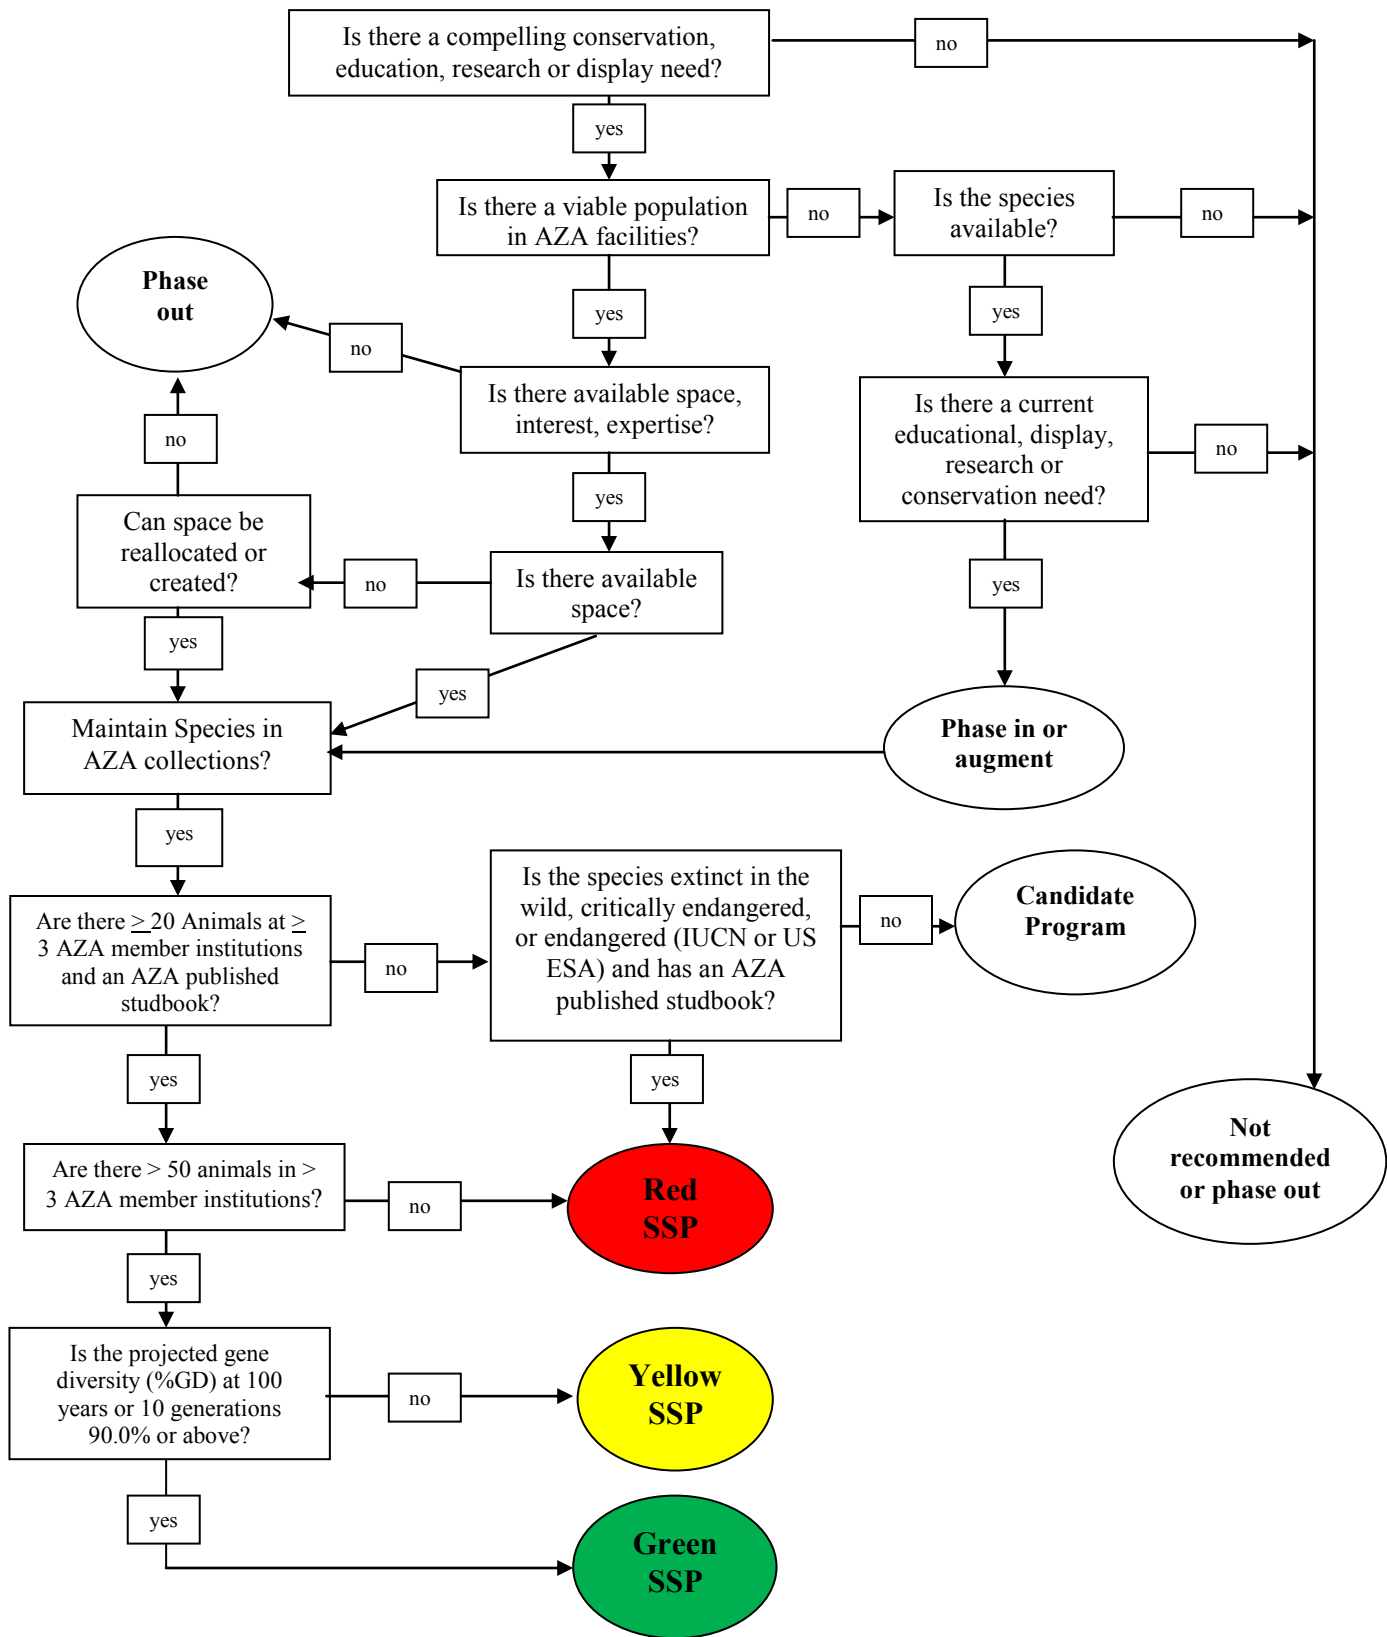 Is there a compelling conservation,
education, research or display need?
no
yes
Is there a viable population
in AZA facilities?
no
Is the species
available?
no
Phase
out
yes
yes
no
Is there available space,
interest, expertise?
Is there a current
educational, display,
research or
conservation need?
no
no
yes
Can space be
reallocated or
created?
no
Is there available
space?
yes
yes
yes
Maintain Species in
AZA collections?
Phase in or
augment
yes
Are there > 20 Animals at >
3 AZA member institutions
and an AZA published
studbook?
no
Is the species extinct in the
wild, critically endangered,
or endangered (IUCN or US
ESA) and has an AZA
published studbook?
no
Candidate
Program
yes
yes
Are there > 50 animals in >
3 AZA member institutions?
no
Red
SSP
Not
recommended
or phase out
yes
Is the projected gene
diversity (%GD) at 100
years or 10 generations
90.0% or above?
no
Yellow
SSP
yes
Green
SSP